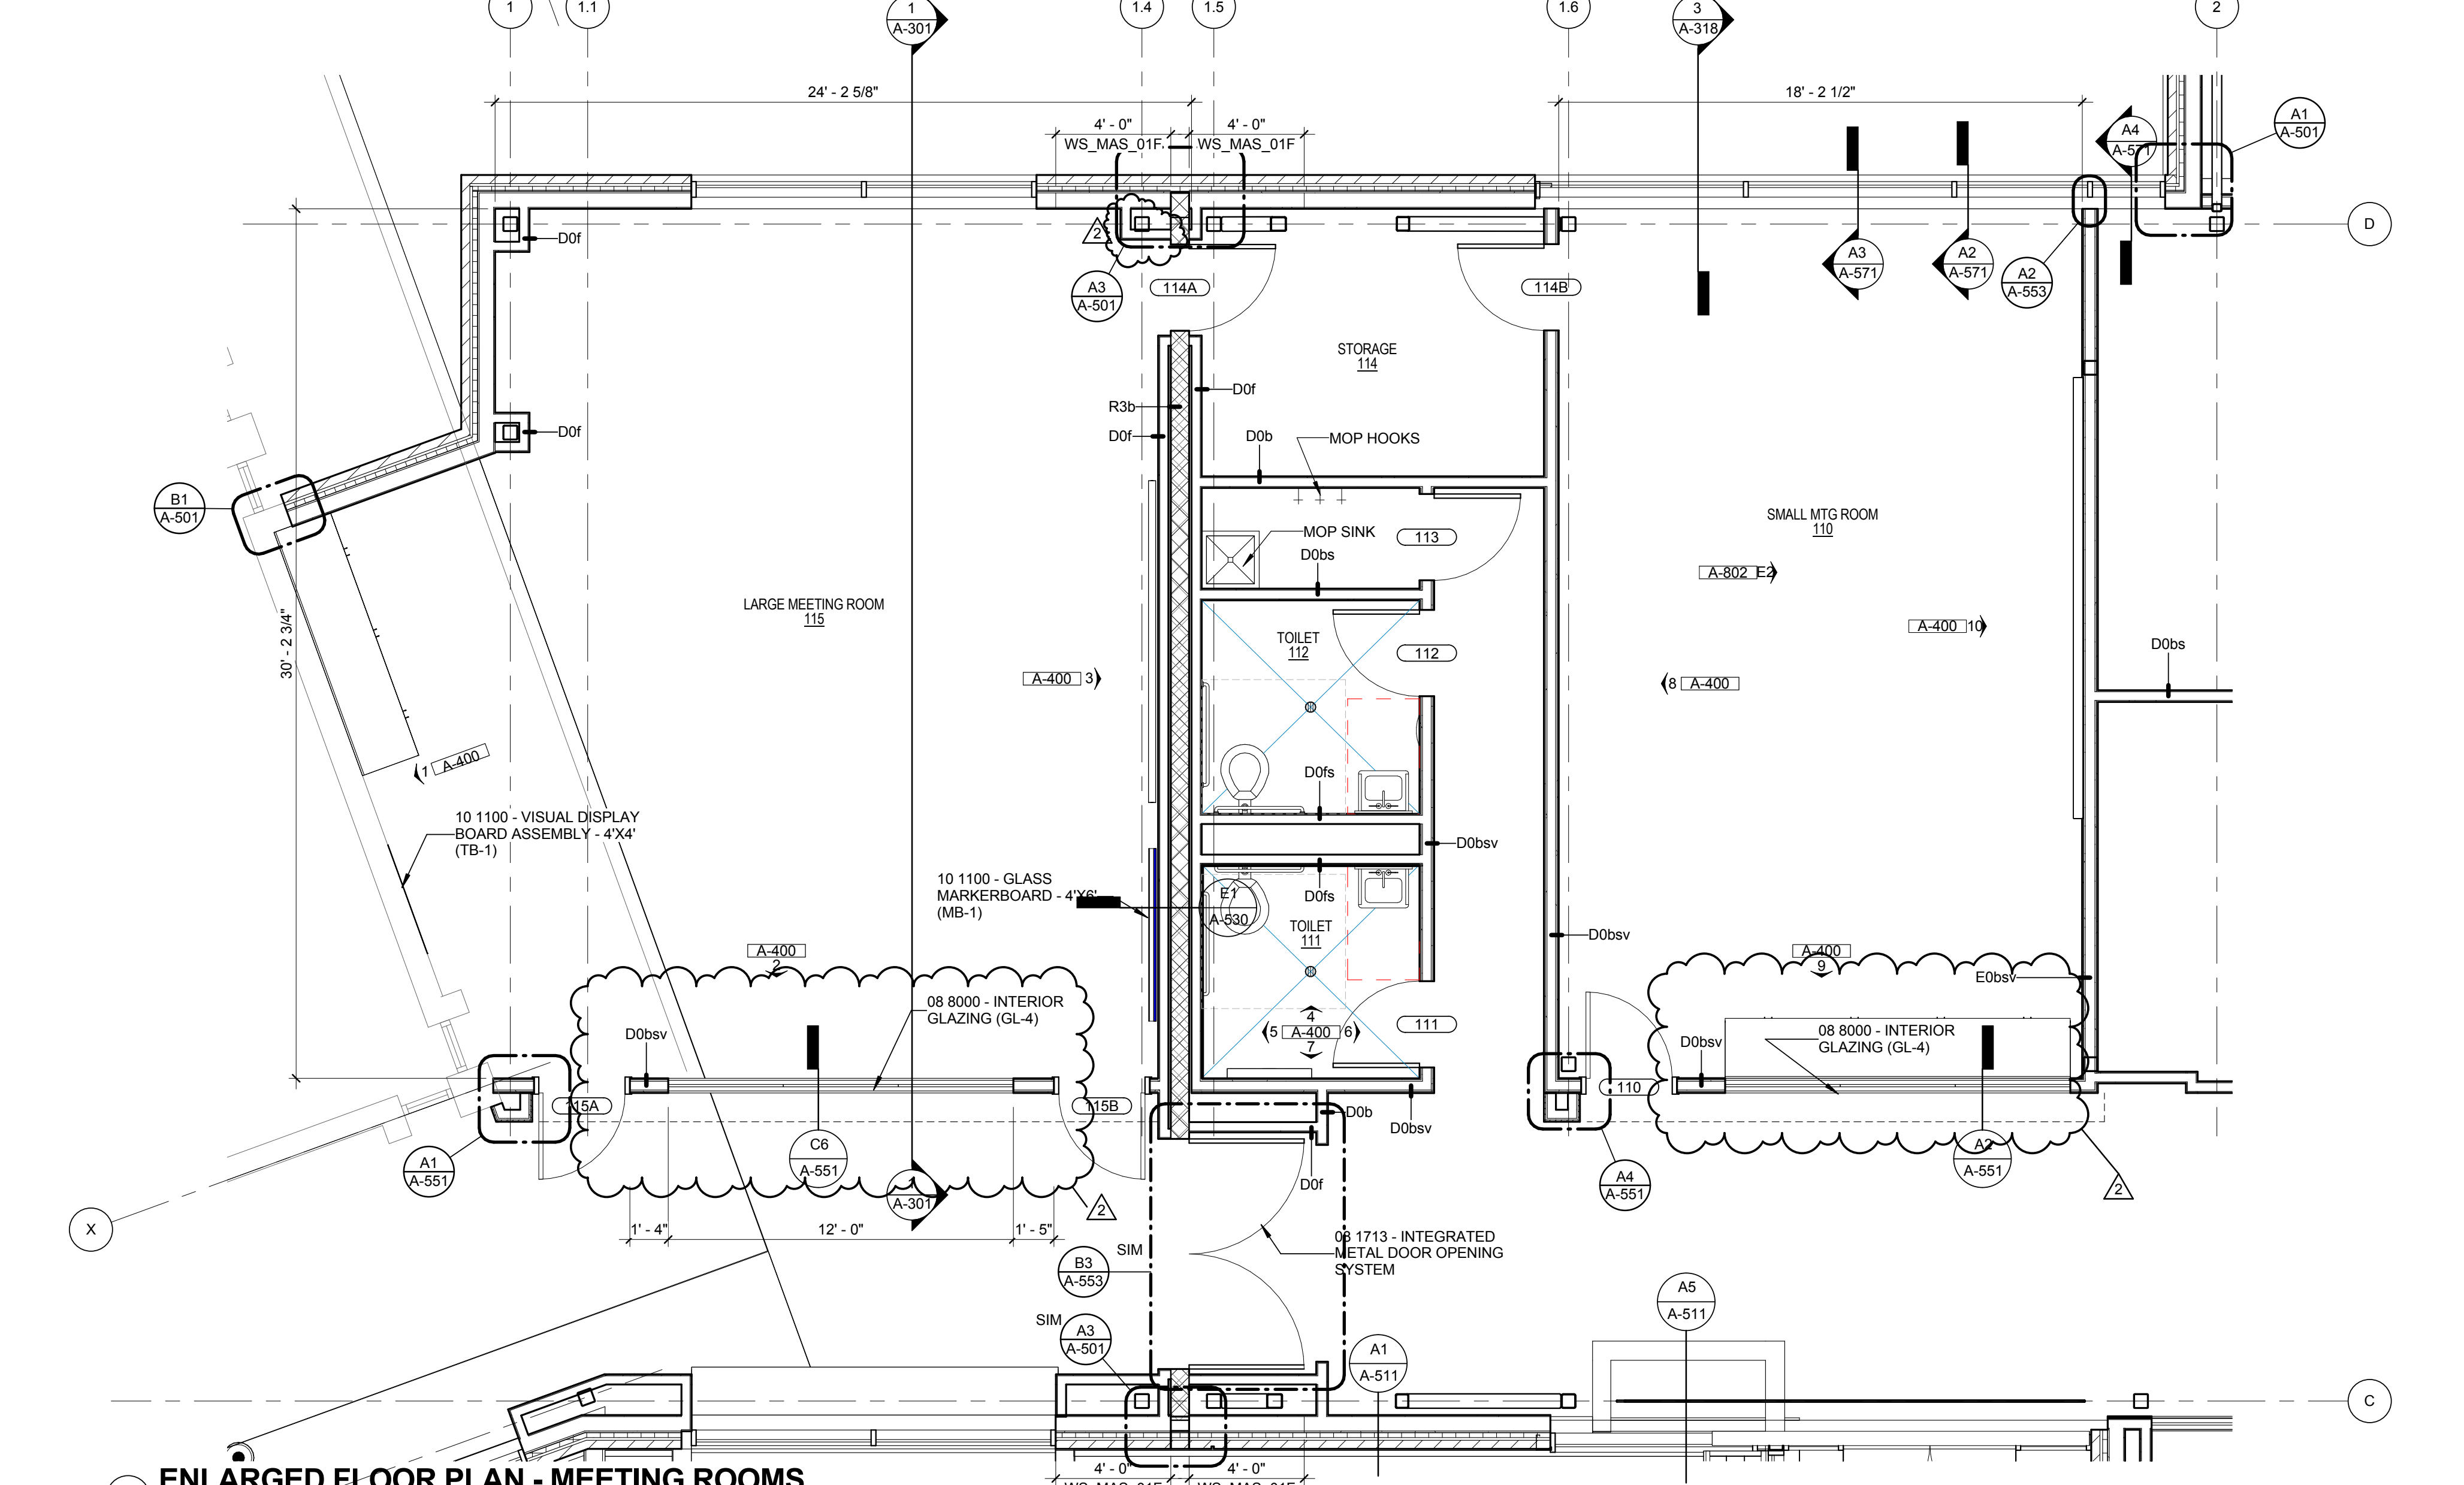 1
1.1
1
A-301
1.4
1.5
1.6
3
A-318
2
24' - 2 5/8"
18' - 2 1/2"
4' - 0"
4' - 0"
WS_MAS_01F
WS_MAS_01F
A4
A-571
A1
A-501
D0f
2
D
A3
A-501
114A
114B
A3
A-571
A2
A-571
A2
A-553
STORAGE
114
D0f
R3b
D0f
D0f
D0b
MOP HOOKS
B1
A-501
MOP SINK
113
D0bs
SMALL MTG ROOM
110
A-802 E2
LARGE MEETING ROOM
115
30' - 2 3/4"
TOILET
112
112
A-400 10
D0bs
A-400 3
8 A-400
1 A-400
D0fs
10 1100 - VISUAL DISPLAY
BOARD ASSEMBLY - 4'X4'
(TB-1)
D0bsv
10 1100 - GLASS
MARKERBOARD - 4'X6'
(MB-1)
D0fs
E1
A-530
TOILET
111
D0bsv
A-400
2
A-400
9
E0bsv
08 8000 - INTERIOR
GLAZING (GL-4)
D0bsv
4
5 A-400 6
7
111
D0bsv
08 8000 - INTERIOR
GLAZING (GL-4)
110
115A
115B
D0b
D0bsv
C6
A-551
A1
A-551
A2
A-551
A4
A-551
D0f
1
A-301
2
2
X
1' - 4"
12' - 0"
1' - 5"
08 1713 - INTEGRATED
METAL DOOR OPENING
SYSTEM
SIM
B3
A-553
SIM
A3
A-501
A5
A-511
A1
A-511
C
4' - 0"
4' - 0"
WS_MAS_01F
WS_MAS_01F
ENLARGED FLOOR PLAN - MEETING ROOMS